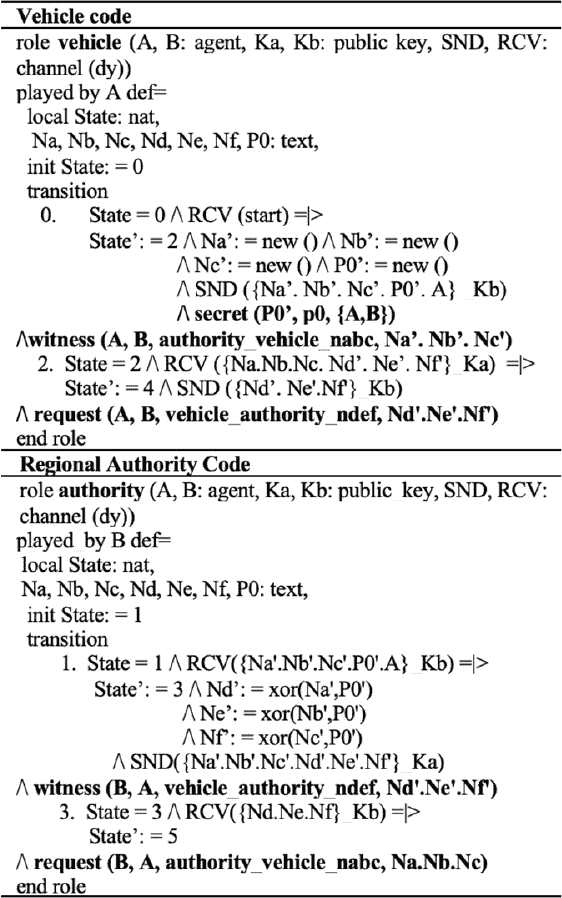 Vehicle code
role vehicle (A, B: agent, Ka, Kb: public key, SND, RCV:
channel (dy))
played by A def=
local State: nat,
Na, Nb, Nc, Nd, Ne, Nf, P0: text,
init State: = 0
transition
0. State = 0 /\ RCV (start) =|>
State’: = 2 /\ Na’: = new () /\ Nb’: = new ()
/\ Nc’: = new () /\ P0’: = new ()
/\ SND ({Na’. Nb’. Nc’. P0’. A}_Kb)
/\ secret (P0’, p0, {A,B})
/\witness (A, B, authority_vehicle_nabc, Na’. Nb’. Nc')
2. State = 2 /\ RCV ({Na.Nb.Nc. Nd’. Ne’. Nf'}_Ka) =|>
State’: = 4 /\ SND ({Nd’. Ne'.Nf'}_Kb)
/\ request (A, B, vehicle_authority_ndef, Nd'.Ne'.Nf')
end role
Regional Authority Code
role authority (A, B: agent, Ka, Kb: public_key, SND, RCV:
channel (dy))
played_by B def=
local State: nat,
Na, Nb, Nc, Nd, Ne, Nf, P0: text,
init State: = 1
transition
1. State = 1 /\ RCV({Na'.Nb'.Nc'.P0'.A}_Kb) =|>
State’: = 3 /\ Nd’: = xor(Na',P0')
/\ Ne’: = xor(Nb',P0')
/\ Nf': = xor(Nc',P0')
/\ SND({Na'.Nb'.Nc'.Nd'.Ne'.Nf'}_Ka)
/\ witness (B, A, vehicle_authority_ndef, Nd'.Ne'.Nf')
3. State = 3 /\ RCV({Nd.Ne.Nf}_Kb) =|>
State’: = 5
/\ request (B, A, authority_vehicle_nabc, Na.Nb.Nc)
end role